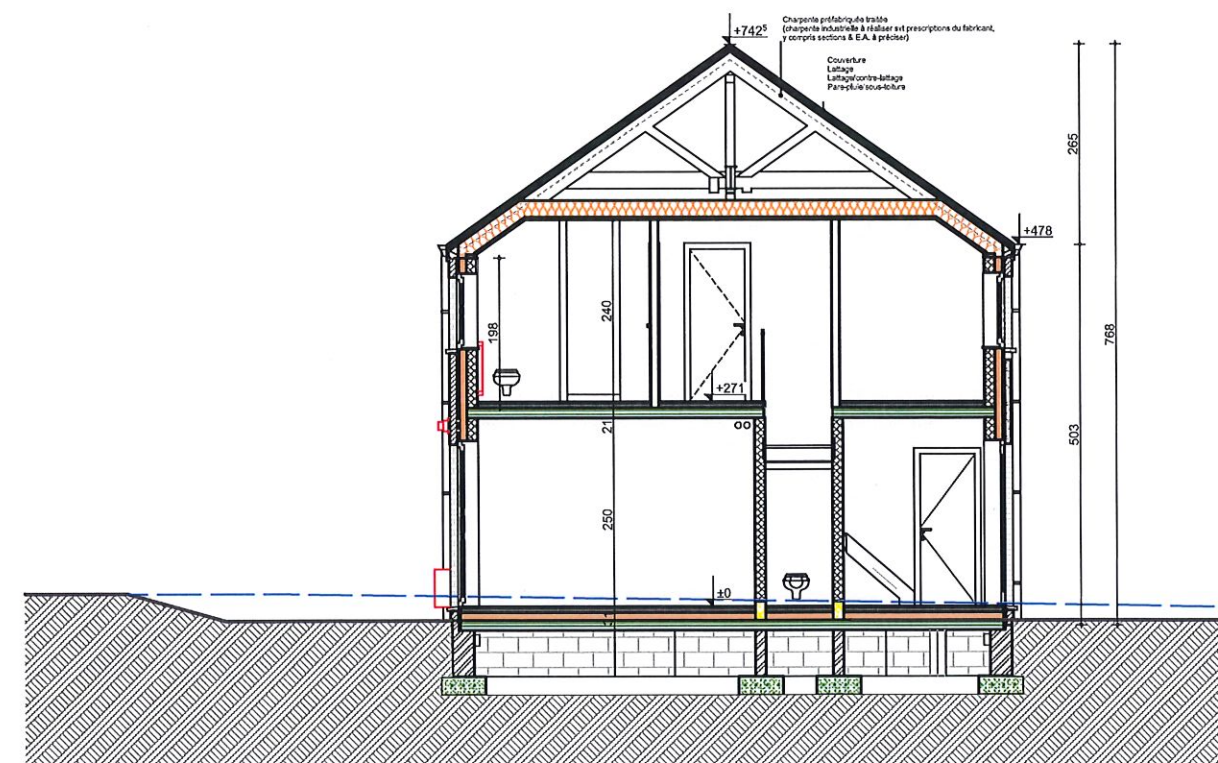 +742⁵
Charpente préfabriquée traitée
(charpente industrielle à réaliser svt prescriptions du fabricant,
y compris sections & E.A. à préciser)
Couverture
Lattage
Lattage/contre-lattage
Pare-pluie/sous-toiture
265
+478
240
198
768
+271
21
503
250
±0